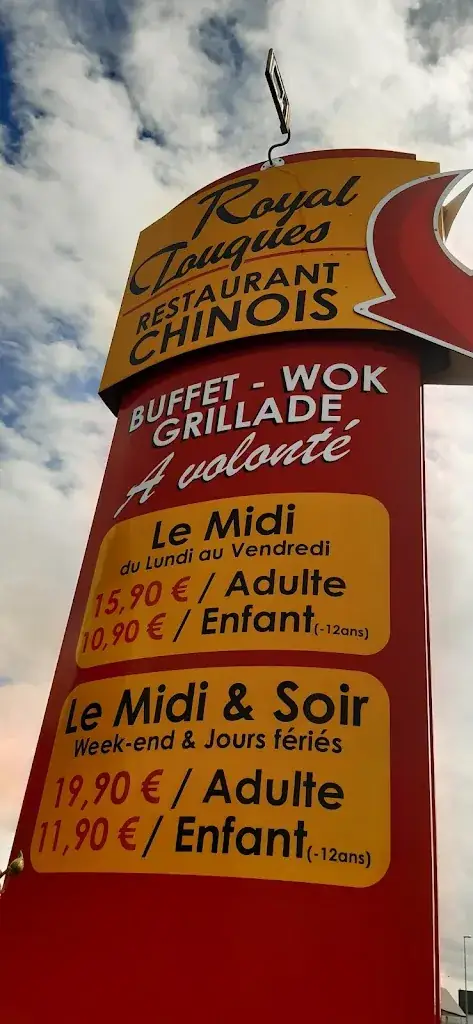 Royal
Touques
RESTAURANT
CHINOIS
BUFFET - WOK
GRILLADE
A volonté
Le Midi
du Lundi au Vendredi
15,90 € / Adulte
10,90 € / Enfant(-12ans)
Le Midi & Soir
Week-end & Jours fériés
19,90 € / Adulte
11,90 € / Enfant(-12ans)